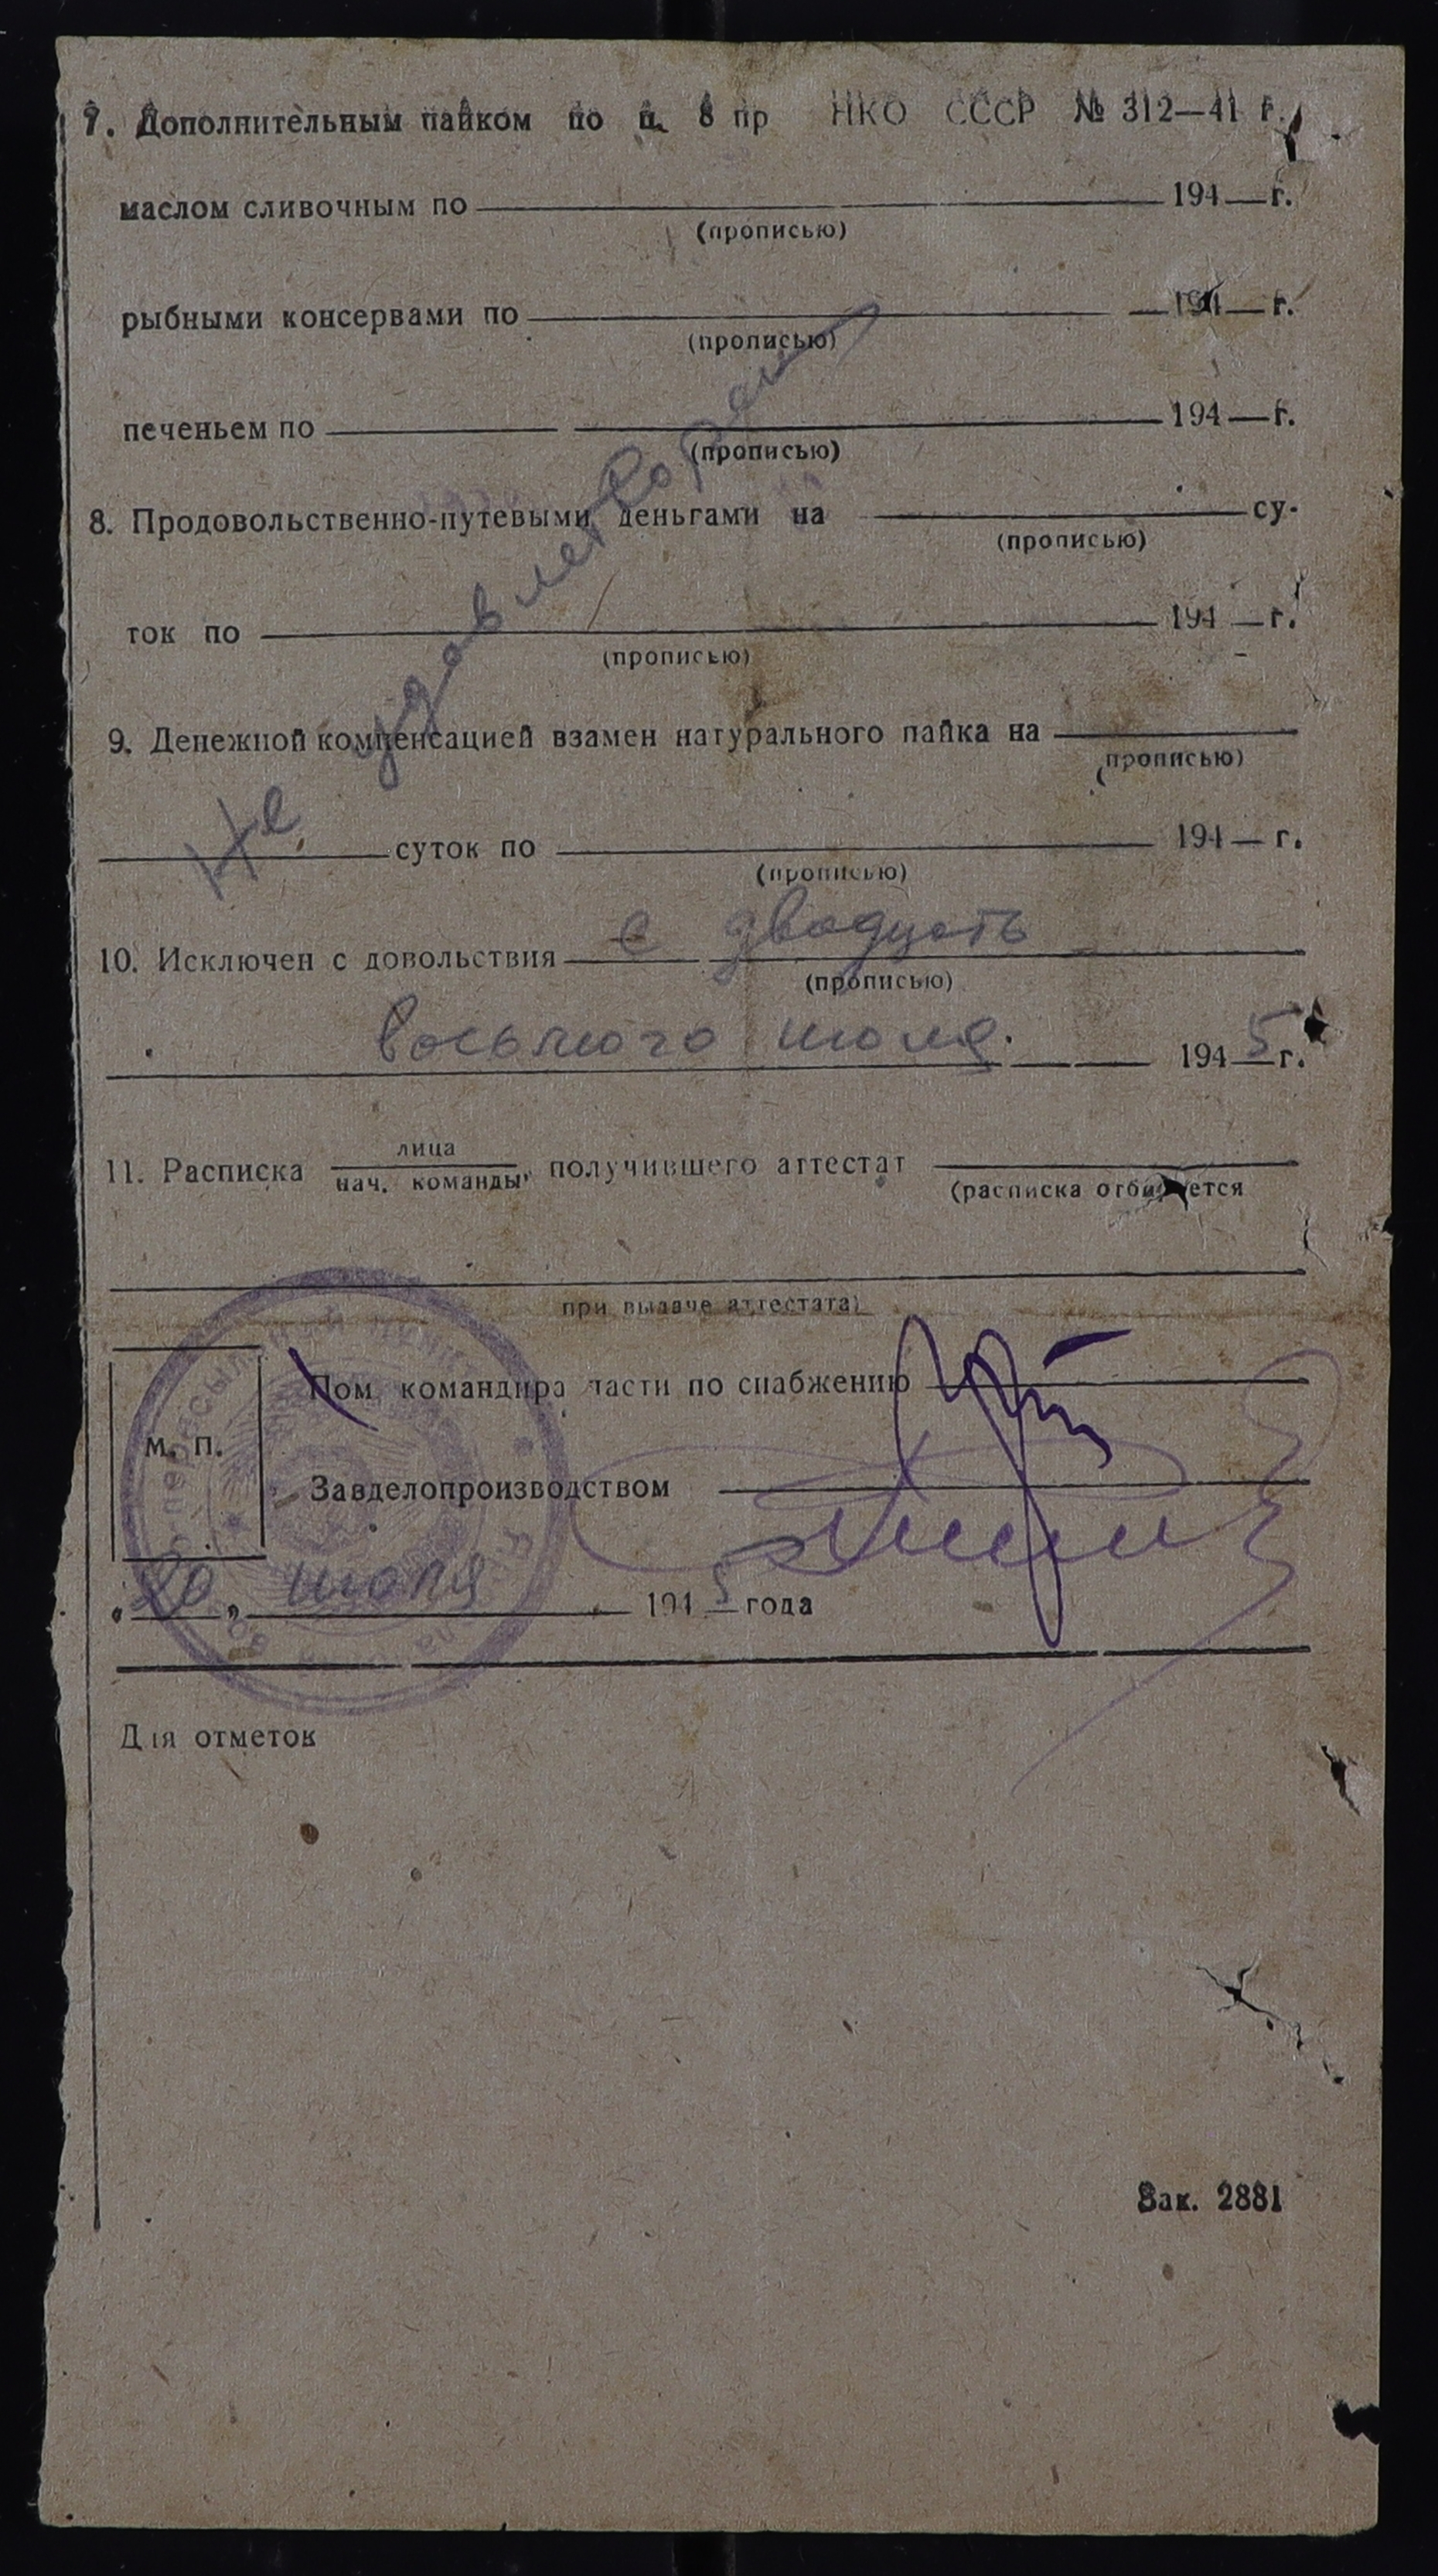 7. Дополнительным пайком по п. 8 пр НКО СССР № 312—41 г.
маслом сливочным по 194 г.
(прописью)
рыбными консервами по 194 г.
(прописью)
печеньем по 194 г.
(прописью)
8. Продовольственно-путевыми деньгами на су-
(прописью)
ток по 194 г.
(прописью)
9. Денежной компенсацией взамен натурального пайка на
(прописью)
суток по 194 г.
(прописью)
Не удовлетворен
10. Исключен с довольствия с двадцать
(прописью)
восьмого июля. 1945 г.
11. Расписка лица
нач. команды, получившего аттестат
(расписка отбирается
при выдаче аттестата)
Пом. командира части по снабжению
М. П.
Завделопроизводством
„ 20 " июля 1945 года
Для отметок
Зак. 2881